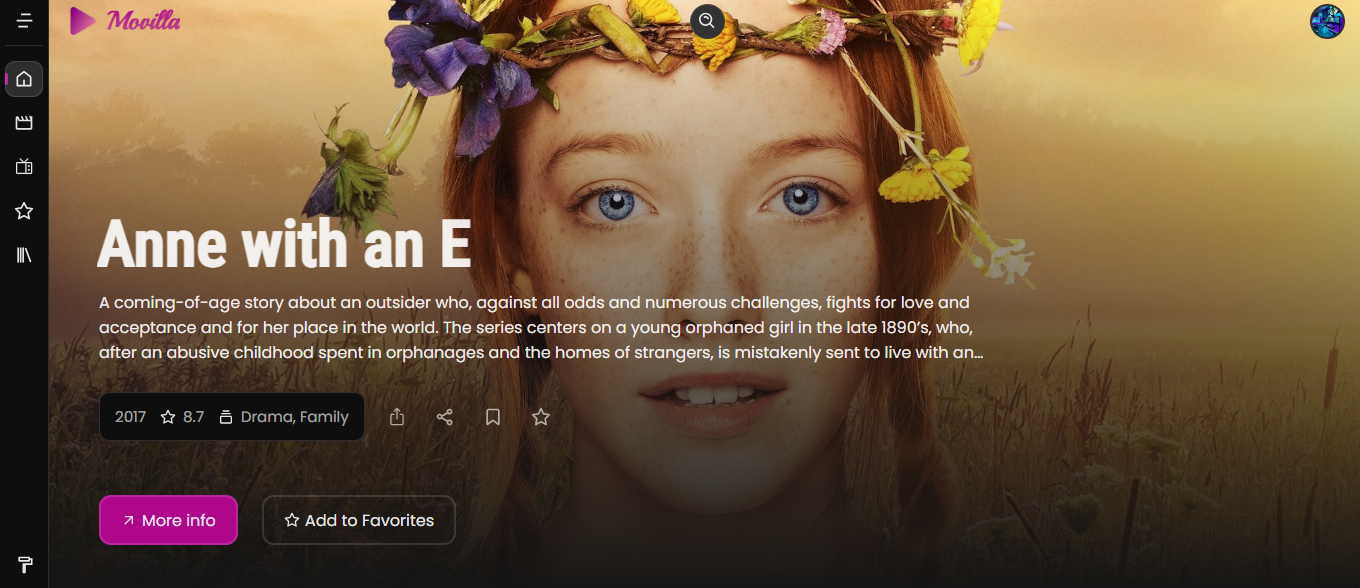 Movilla
Anne with an E
A coming-of-age story about an outsider who, against all odds and numerous challenges, fights for love and
acceptance and for her place in the world. The series centers on a young orphaned girl in the late 1890’s, who,
after an abusive childhood spent in orphanages and the homes of strangers, is mistakenly sent to live with an...
2017 8.7 Drama, Family
More info Add to Favorites